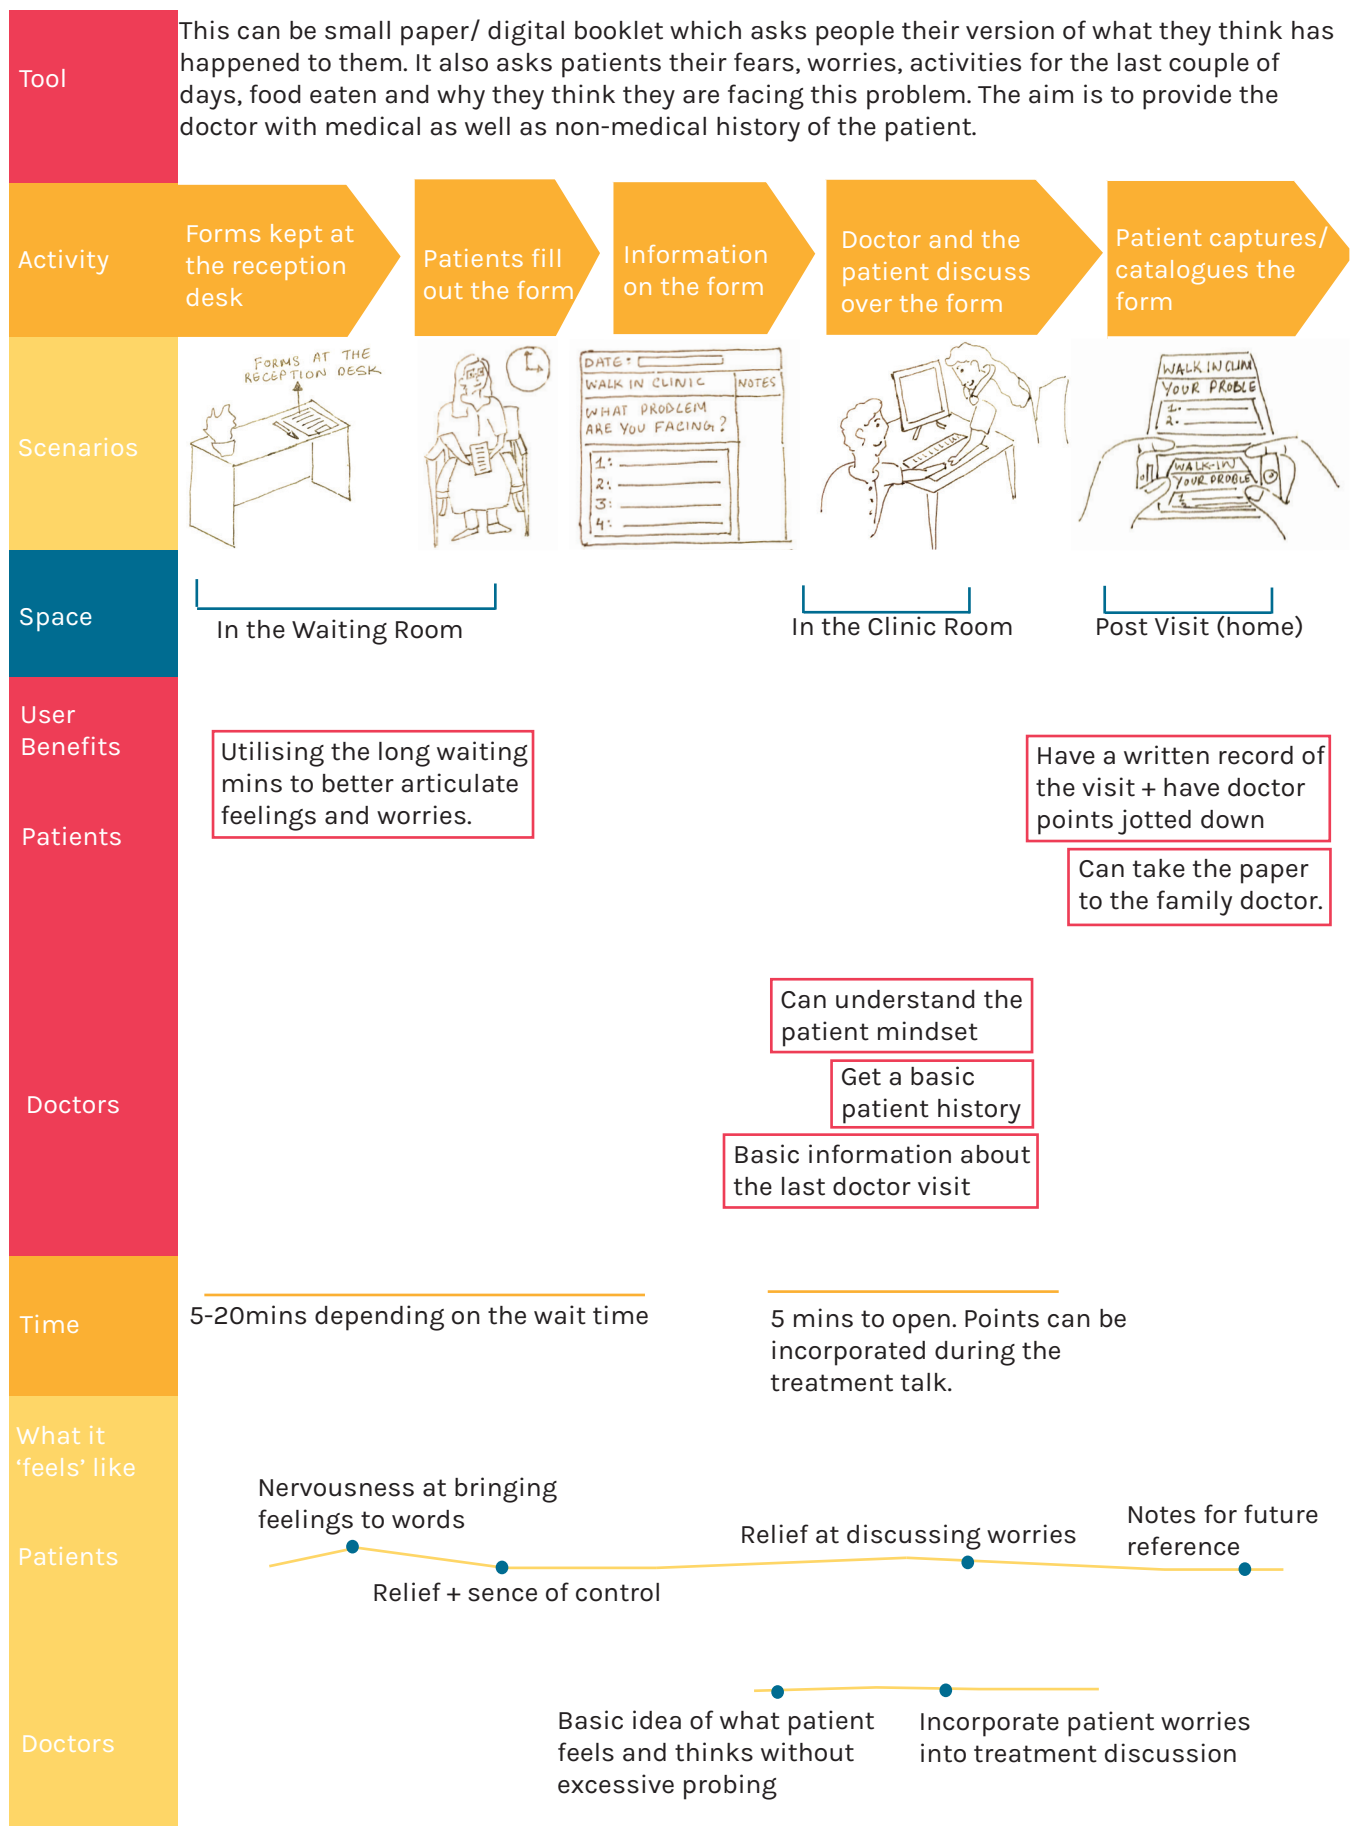 Tool
This can be small paper/ digital booklet which asks people their version of what they think has
happened to them. It also asks patients their fears, worries, activities for the last couple of
days, food eaten and why they think they are facing this problem. The aim is to provide the
doctor with medical as well as non-medical history of the patient.
Activity
Forms kept at
the reception
desk
Patients fill
out the form
Information
on the form
Doctor and the
patient discuss
over the form
Patient captures/
catalogues the
form
Scenarios
FORMS AT THE
RECEPTION DESK
DATE:
WALK IN CLINIC
NOTES
WHAT PROBLEM
ARE YOU FACING?
1:
2:
3:
4:
WALK IN CLINI
YOUR PROBLE
1.
2.
WALK-IN
YOUR PROBLE
Space
In the Waiting Room
In the Clinic Room
Post Visit (home)
User
Benefits
Patients
Utilising the long waiting
mins to better articulate
feelings and worries.
Have a written record of
the visit + have doctor
points jotted down
Can take the paper
to the family doctor.
Doctors
Can understand the
patient mindset
Get a basic
patient history
Basic information about
the last doctor visit
Time
5-20mins depending on the wait time
5 mins to open. Points can be
incorporated during the
treatment talk.
What it
‘feels’ like
Patients
Nervousness at bringing
feelings to words
Relief + sence of control
Relief at discussing worries
Notes for future
reference
Doctors
Basic idea of what patient
feels and thinks without
excessive probing
Incorporate patient worries
into treatment discussion